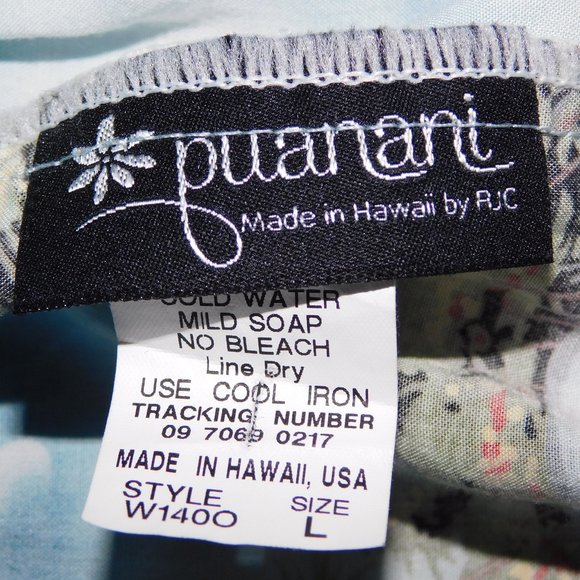 puanani
Made in Hawaii by RJC
COLD WATER
MILD SOAP
NO BLEACH
Line Dry
USE COOL IRON
TRACKING NUMBER
09 7069 0217
MADE IN HAWAII, USA
STYLE SIZE
W140O L